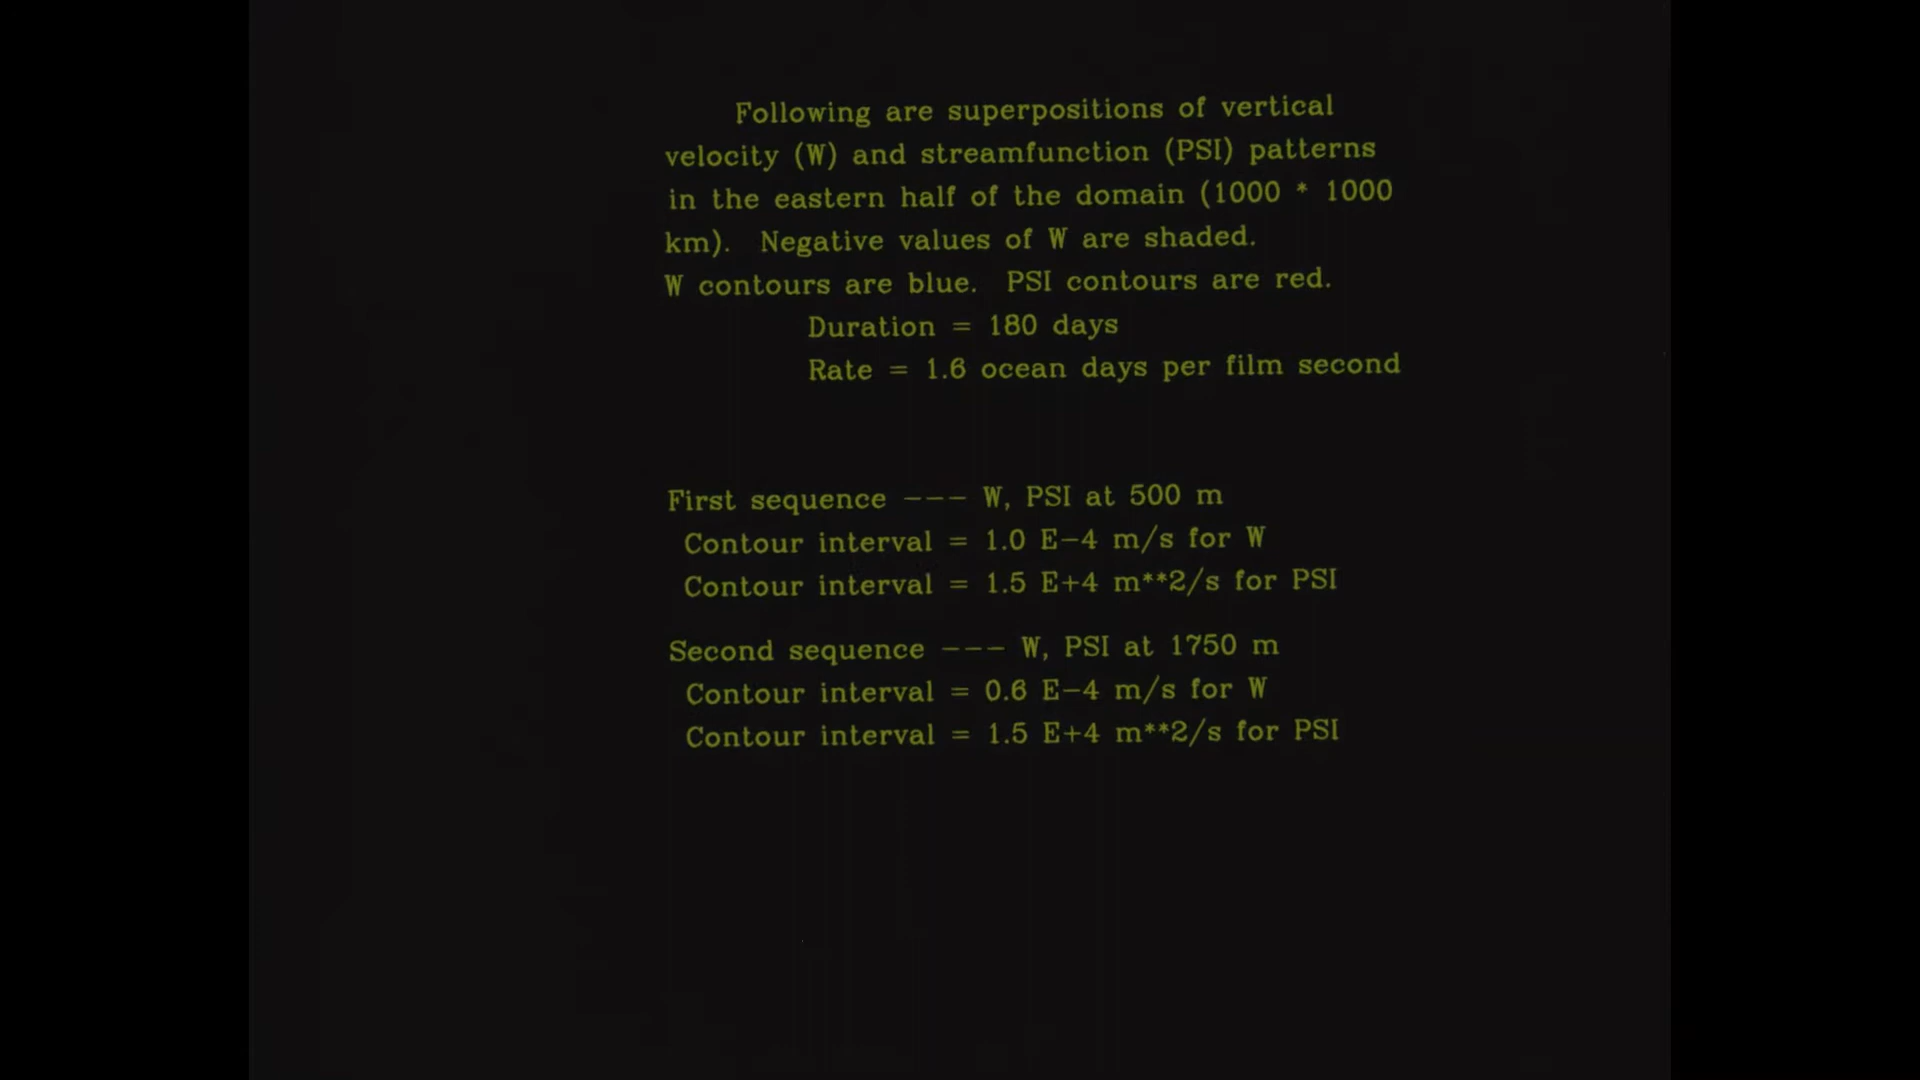 Following are superpositions of vertical
velocity (W) and streamfunction (PSI) patterns
in the eastern half of the domain (1000 * 1000
km). Negative values of W are shaded.
W contours are blue. PSI contours are red.
Duration = 180 days
Rate = 1.6 ocean days per film second
First sequence --- W, PSI at 500 m
Contour interval = 1.0 E-4 m/s for W
Contour interval = 1.5 E+4 m**2/s for PSI
Second sequence --- W, PSI at 1750 m
Contour interval = 0.6 E-4 m/s for W
Contour interval = 1.5 E+4 m**2/s for PSI